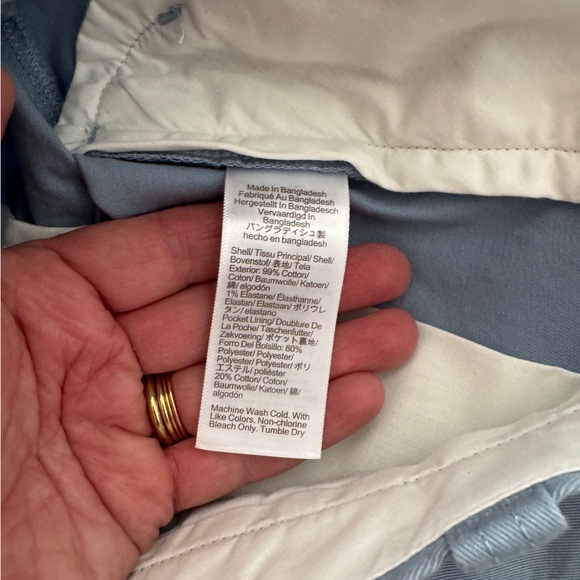 Made In Bangladesh
Fabriqué Au Bangladesh
Hergestellt In Bangladesch
Vervaardigd In
Bangladesh
バングラディシュ製
hecho en bangladesh
Shell/ Tissu Principal/ Shell/
Bovenstof/ 表地/ Tela
Exterior: 99% Cotton/
Coton/ Baumwolle/ Katoen/
綿/ algodón
1% Elastane/ Élasthanne/
Elastan/ Elastaan/ ポリウレ
タン/ elastano
Pocket Lining/ Doublure De
La Poche/ Taschenfutter/
Zakvoering/ ポケット裏地/
Forro Del Bolsillo: 80%
Polyester/ Polyester/
Polyester/ Polyester/ ポリ
エステル/ poliéster
20% Cotton/ Coton/
Baumwolle/ Katoen/ 綿/
algodón
Machine Wash Cold. With
Like Colors. Non-chlorine
Bleach Only. Tumble Dry